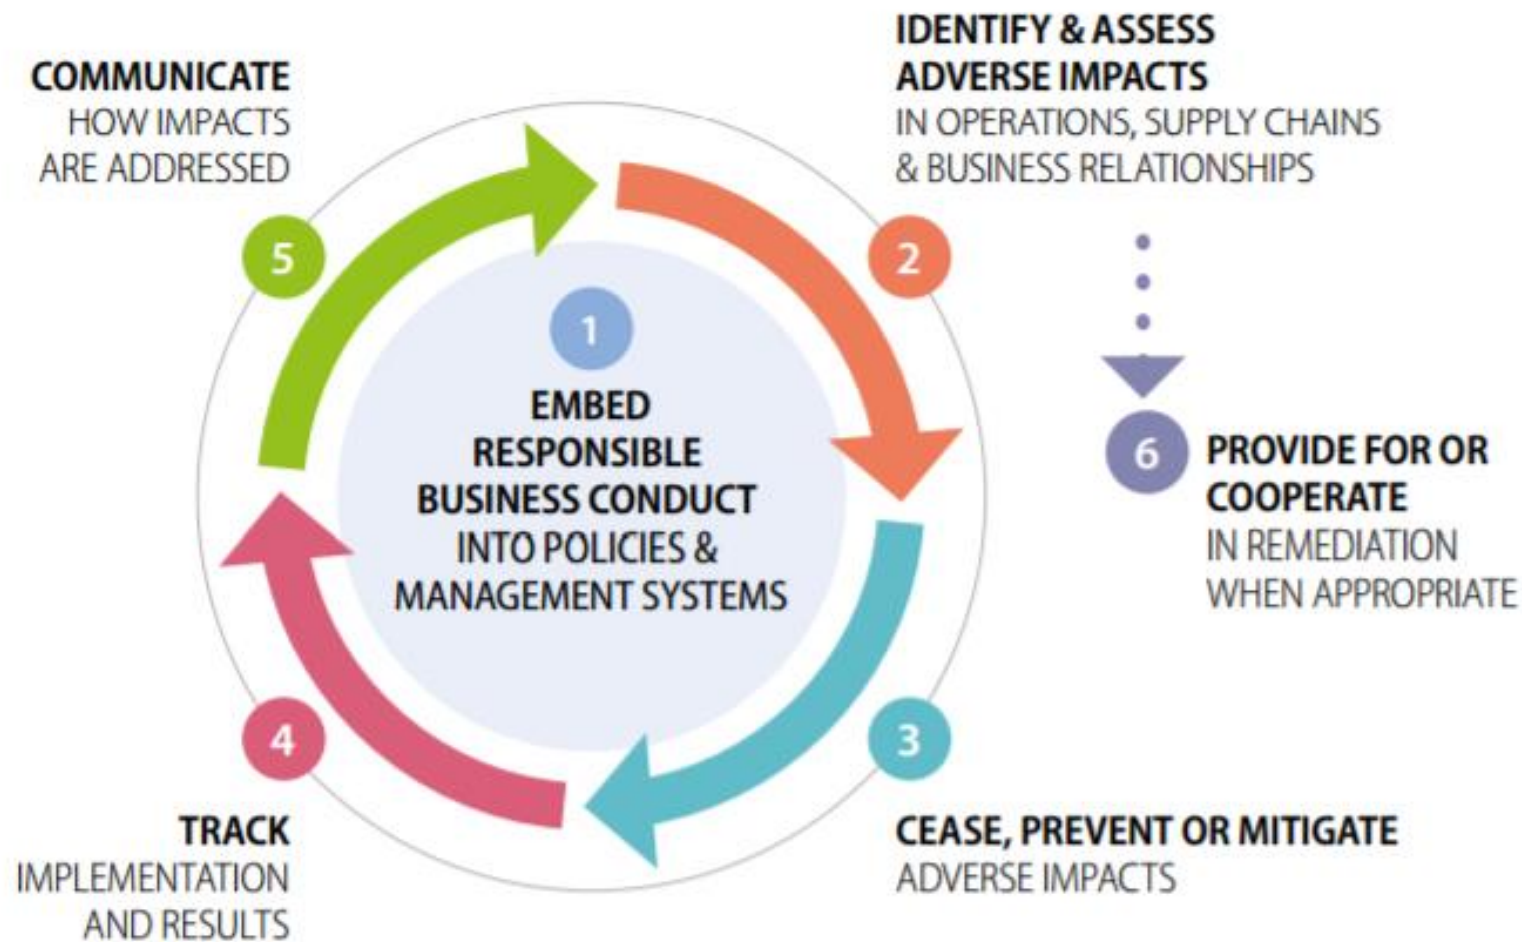 COMMUNICATE
HOW IMPACTS
ARE ADDRESSED
5
IDENTIFY & ASSESS
ADVERSE IMPACTS
IN OPERATIONS, SUPPLY CHAINS
& BUSINESS RELATIONSHIPS
2
1
EMBED
RESPONSIBLE
BUSINESS CONDUCT
INTO POLICIES &
MANAGEMENT SYSTEMS
6
PROVIDE FOR OR
COOPERATE
IN REMEDIATION
WHEN APPROPRIATE
4
TRACK
IMPLEMENTATION
AND RESULTS
3
CEASE, PREVENT OR MITIGATE
ADVERSE IMPACTS